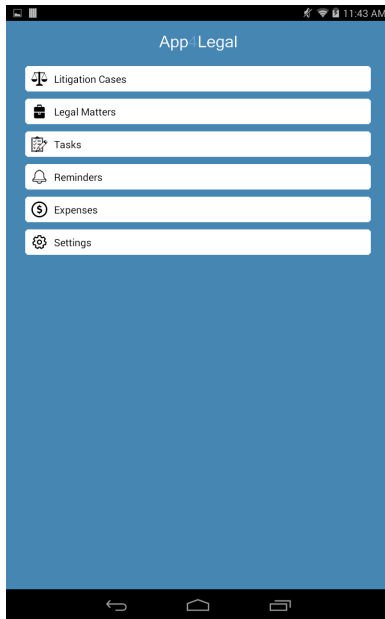 11:43 AM
App4Legal
Litigation Cases
Legal Matters
Tasks
Reminders
Expenses
Settings